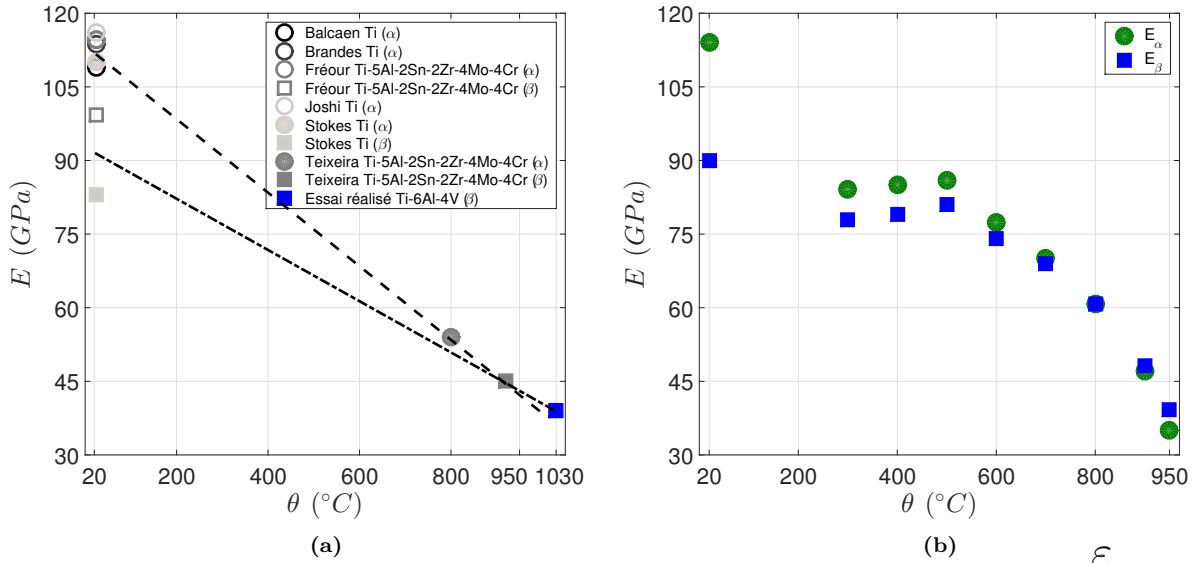 120
105
90
75
60
45
30
E (GPa)
20 200 400 600 800 950 1030
θ (°C)
Balcaen Ti (α)
Brandes Ti (α)
Fréour Ti-5Al-2Sn-2Zr-4Mo-4Cr (α)
Fréour Ti-5Al-2Sn-2Zr-4Mo-4Cr (β)
Joshi Ti (α)
Stokes Ti (α)
Stokes Ti (β)
Teixeira Ti-5Al-2Sn-2Zr-4Mo-4Cr (α)
Teixeira Ti-5Al-2Sn-2Zr-4Mo-4Cr (β)
Essai réalisé Ti-6Al-4V (β)
(a)
120
105
90
75
60
45
30
E (GPa)
20 200 400 600 800 950
θ (°C)
E_α
E_β
(b)
ε